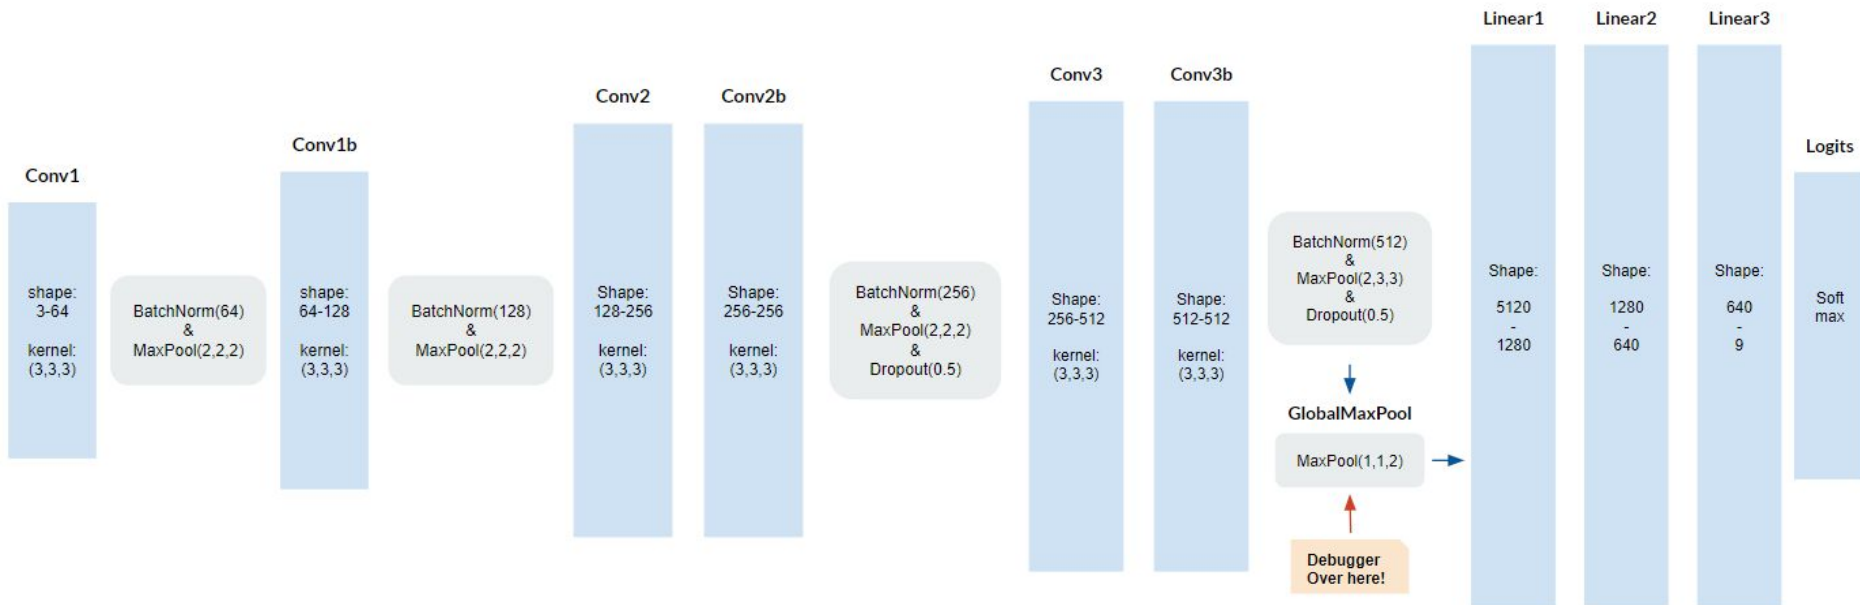 Conv1
shape:
3-64
kernel:
(3,3,3)
BatchNorm(64)
&
MaxPool(2,2,2)
Conv1b
shape:
64-128
kernel:
(3,3,3)
BatchNorm(128)
&
MaxPool(2,2,2)
Conv2
Shape:
128-256
kernel:
(3,3,3)
Conv2b
Shape:
256-256
kernel:
(3,3,3)
BatchNorm(256)
&
MaxPool(2,2,2)
&
Dropout(0.5)
Conv3
Shape:
256-512
kernel:
(3,3,3)
Conv3b
Shape:
512-512
kernel:
(3,3,3)
BatchNorm(512)
&
MaxPool(2,3,3)
&
Dropout(0.5)
GlobalMaxPool
MaxPool(1,1,2)
Debugger
Over here!
Linear1
Shape:
5120
-
1280
Linear2
Shape:
1280
-
640
Linear3
Shape:
640
-
9
Logits
Soft
max